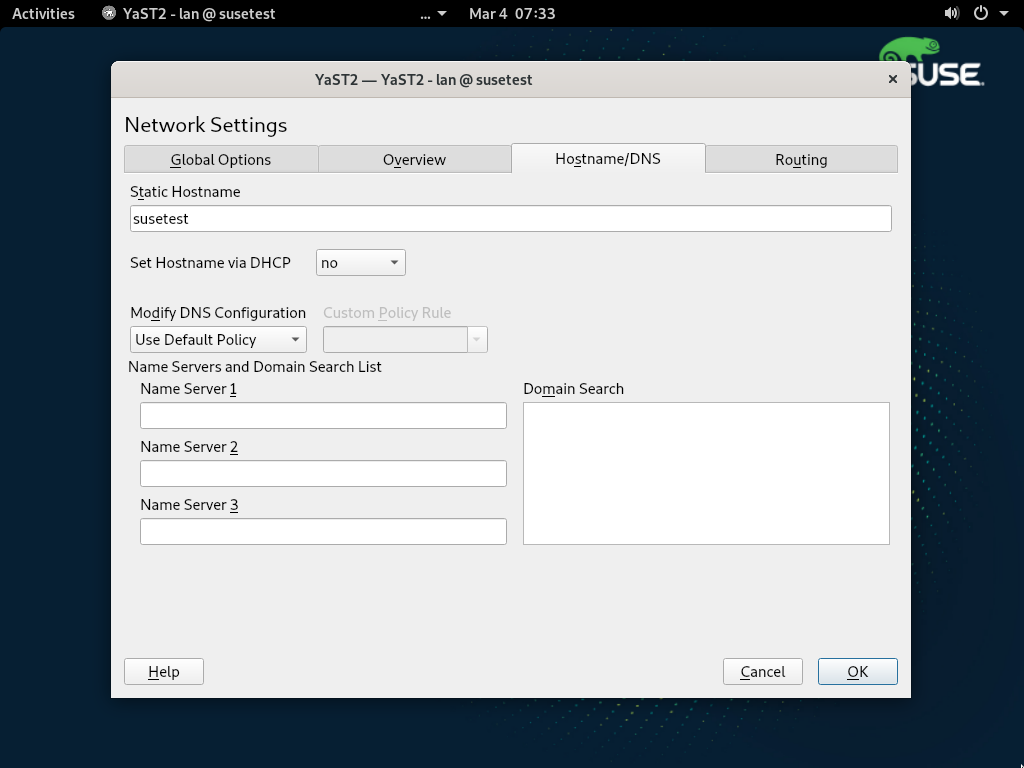 Activities YaST2 - lan @ susetest ... Mar 4 07:33
SUSE
YaST2 — YaST2 - lan @ susetest
Network Settings
Global Options Overview Hostname/DNS Routing
Static Hostname
susetest
Set Hostname via DHCP no
Modify DNS Configuration Custom Policy Rule
Use Default Policy
Name Servers and Domain Search List
Name Server 1 Domain Search
Name Server 2
Name Server 3
Help Cancel OK